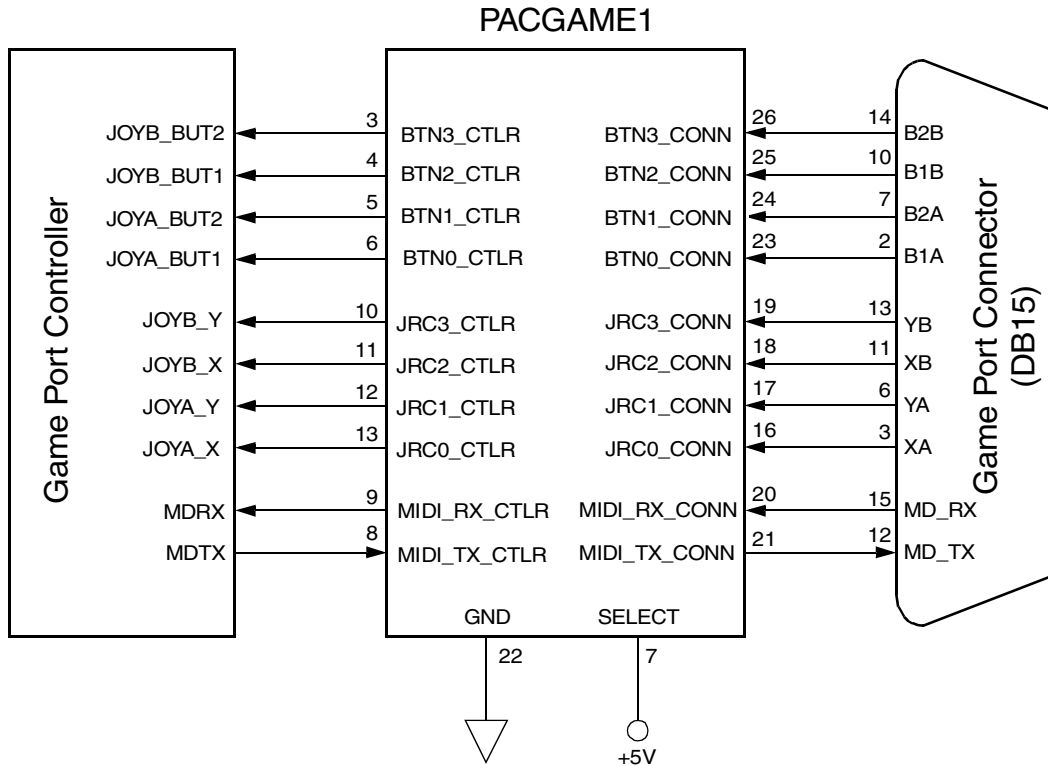 PACGAME1
Game Port Controller
JOYB_BUT2 3 BTN3_CTLR BTN3_CONN 26 14 B2B
JOYB_BUT1 4 BTN2_CTLR BTN2_CONN 25 10 B1B
JOYA_BUT2 5 BTN1_CTLR BTN1_CONN 24 7 B2A
JOYA_BUT1 6 BTN0_CTLR BTN0_CONN 23 2 B1A
JOYB_Y 10 JRC3_CTLR JRC3_CONN 19 13 YB
JOYB_X 11 JRC2_CTLR JRC2_CONN 18 11 XB
JOYA_Y 12 JRC1_CTLR JRC1_CONN 17 6 YA
JOYA_X 13 JRC0_CTLR JRC0_CONN 16 3 XA
MDRX 9 MIDI_RX_CTLR MIDI_RX_CONN 20 15 MD_RX
MDTX 8 MIDI_TX_CTLR MIDI_TX_CONN 21 12 MD_TX
Game Port Connector
(DB15)
GND SELECT
22 7
+5V